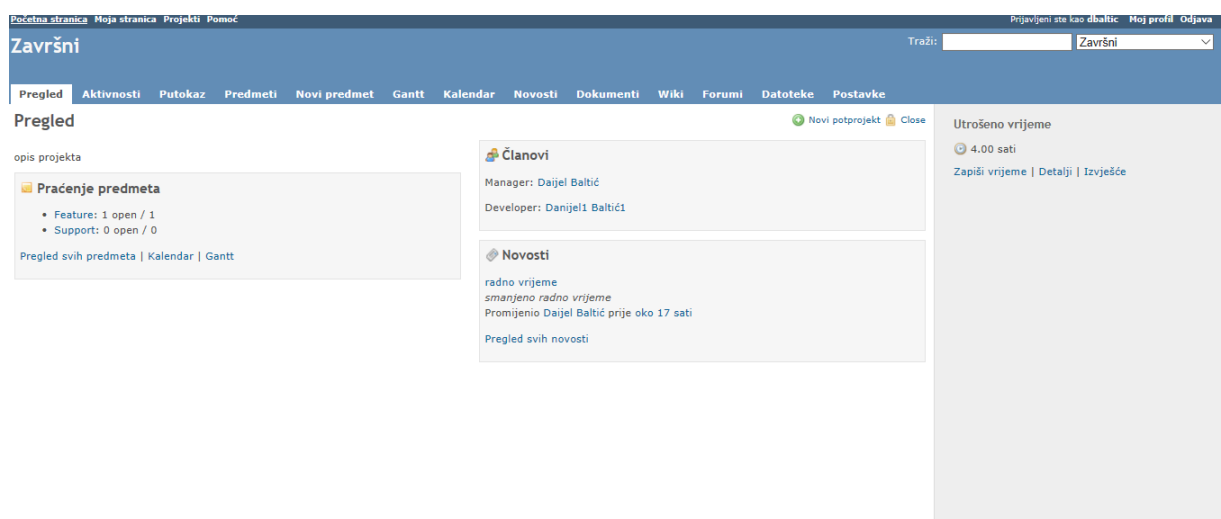 Početna stranica Moja stranica Projekti Pomoć
Prijavljeni ste kao dbaltic Moj profil Odjava
Završni
Traži: Završni
Pregled Aktivnosti Putokaz Predmeti Novi predmet Gantt Kalendar Novosti Dokumenti Wiki Forumi Datoteke Postavke
Pregled
Novi potprojekt Close
opis projekta
Praćenje predmeta
Feature: 1 open / 1
Support: 0 open / 0
Pregled svih predmeta | Kalendar | Gantt
Članovi
Manager: Daijel Baltić
Developer: Danijel1 Baltić1
Novosti
radno vrijeme
smanjeno radno vrijeme
Promijenio Daijel Baltić prije oko 17 sati
Pregled svih novosti
Utrošeno vrijeme
4.00 sati
Zapiši vrijeme | Detalji | Izvješće